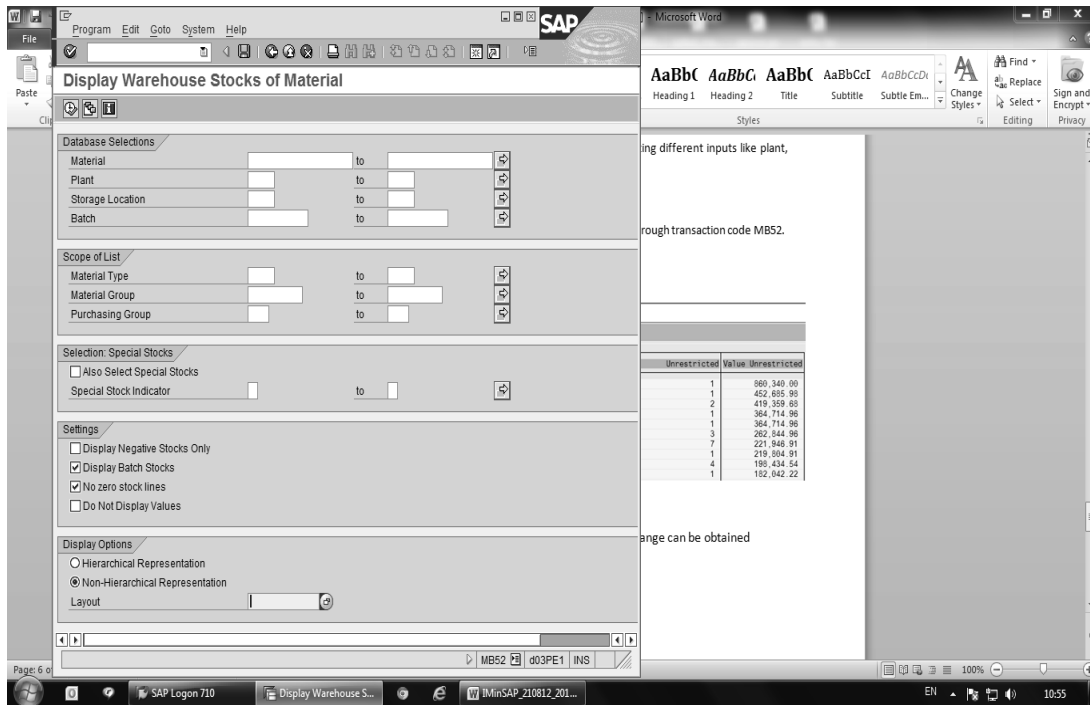 Program Edit Goto System Help
SAP
- Microsoft Word
File
Display Warehouse Stocks of Material
Paste
AaBbC AaBbC AaBbC AaBbCcI AaBbCcDc
Heading 1 Heading 2 Title Subtitle Subtle Em...
Change Styles
Find
Replace
Select
Sign and Encrypt
Styles
Editing
Privacy
Database Selections
Material to
Plant to
Storage Location to
Batch to
Scope of List
Material Type to
Material Group to
Purchasing Group to
Selection: Special Stocks
Also Select Special Stocks
Special Stock Indicator to
Settings
Display Negative Stocks Only
Display Batch Stocks
No zero stock lines
Do Not Display Values
Display Options
Hierarchical Representation
Non-Hierarchical Representation
Layout
MB52 d03PE1 INS
ing different inputs like plant,
rough transaction code MB52.
Unrestricted Value Unrestricted
1 860,340.00
1 452,685.98
2 419,359.68
1 364,714.96
1 364,714.96
3 262,844.96
7 221,946.91
1 219,804.91
4 198,434.54
1 182,042.22
ange can be obtained
Page: 6 o
100%
SAP Logon 710
Display Warehouse S...
IMinSAP_210812_201...
EN
10:55